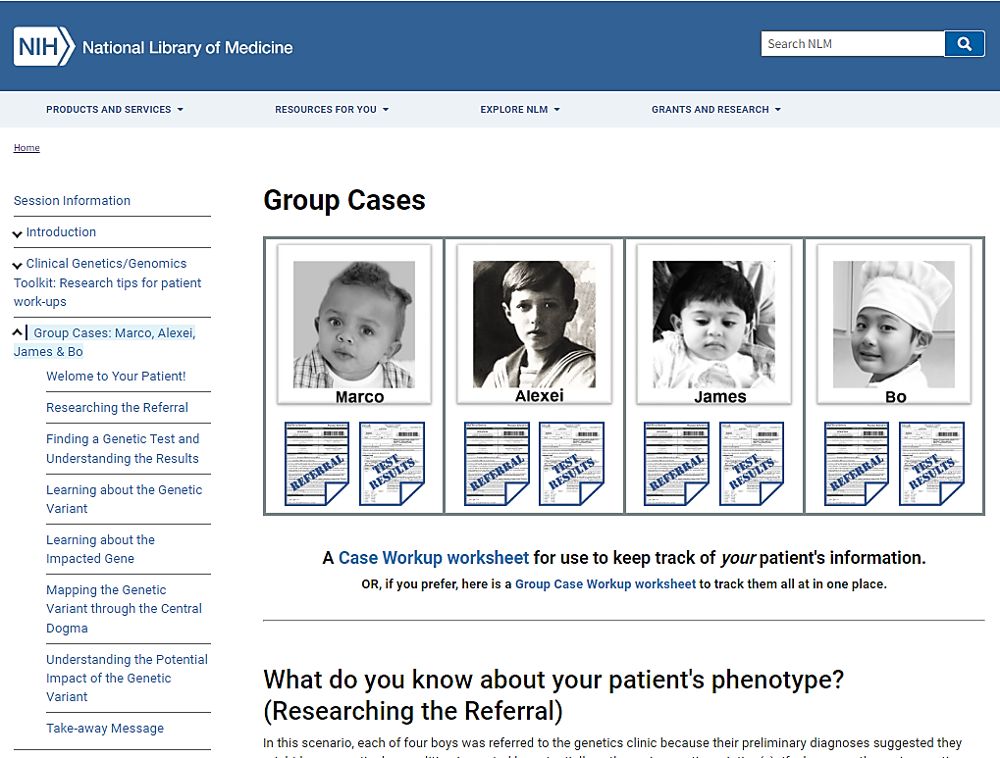 NIH National Library of Medicine
Search NLM
PRODUCTS AND SERVICES
RESOURCES FOR YOU
EXPLORE NLM
GRANTS AND RESEARCH
Home
Session Information
Introduction
Clinical Genetics/Genomics
Toolkit: Research tips for patient
work-ups
Group Cases: Marco, Alexei,
James & Bo
Welome to Your Patient!
Researching the Referral
Finding a Genetic Test and
Understanding the Results
Learning about the Genetic
Variant
Learning about the
Impacted Gene
Mapping the Genetic
Variant through the Central
Dogma
Understanding the Potential
Impact of the Genetic
Variant
Take-away Message
Group Cases
Marco
Alexei
James
Bo
REFERRAL
TEST
RESULTS
REFERRAL
TEST
RESULTS
REFERRAL
TEST
RESULTS
REFERRAL
TEST
RESULTS
A Case Workup worksheet for use to keep track of your patient's information.
OR, if you prefer, here is a Group Case Workup worksheet to track them all at in one place.
What do you know about your patient's phenotype?
(Researching the Referral)
In this scenario, each of four boys was referred to the genetics clinic because their preliminary diagnoses suggested they